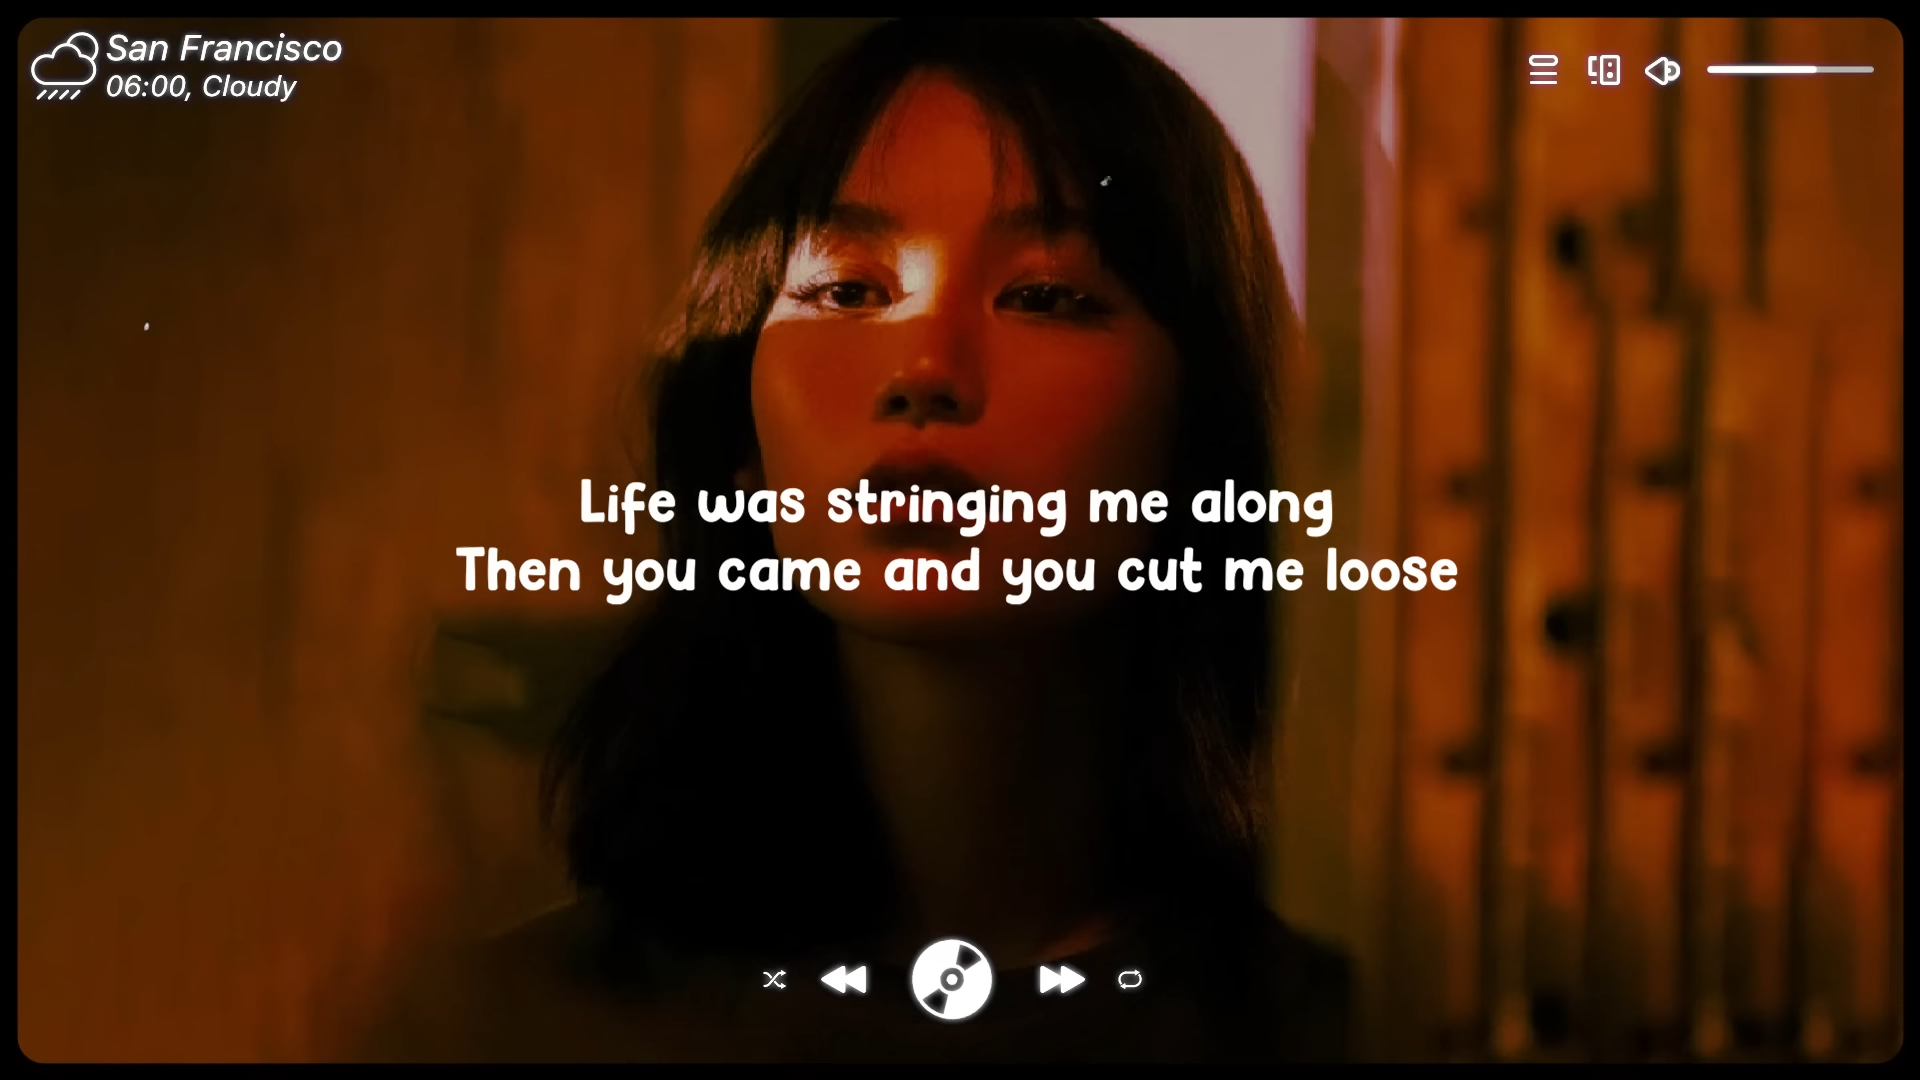 San Francisco
06:00, Cloudy
Life was stringing me along
Then you came and you cut me loose